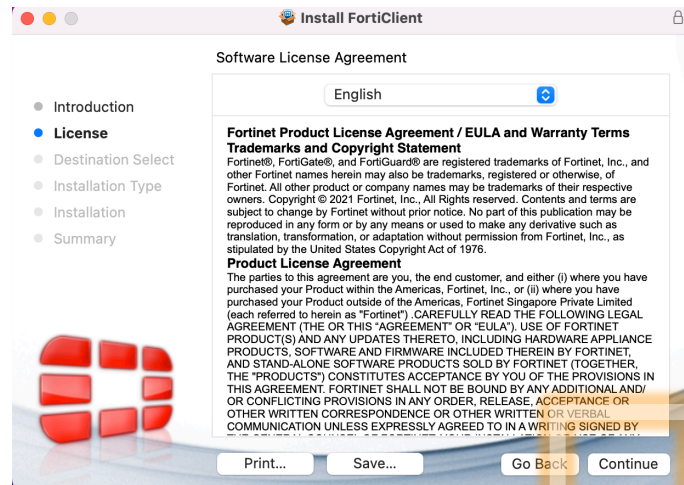 Install FortiClient
Software License Agreement
English
Introduction
License
Destination Select
Installation Type
Installation
Summary
Fortinet Product License Agreement / EULA and Warranty Terms
Trademarks and Copyright Statement
Fortinet®, FortiGate®, and FortiGuard® are registered trademarks of Fortinet, Inc., and
other Fortinet names herein may also be trademarks, registered or otherwise, of
Fortinet. All other product or company names may be trademarks of their respective
owners. Copyright © 2021 Fortinet, Inc., All Rights reserved. Contents and terms are
subject to change by Fortinet without prior notice. No part of this publication may be
reproduced in any form or by any means or used to make any derivative such as
translation, transformation, or adaptation without permission from Fortinet, Inc., as
stipulated by the United States Copyright Act of 1976.
Product License Agreement
The parties to this agreement are you, the end customer, and either (i) where you have
purchased your Product within the Americas, Fortinet, Inc., or (ii) where you have
purchased your Product outside of the Americas, Fortinet Singapore Private Limited
(each referred to herein as "Fortinet") .CAREFULLY READ THE FOLLOWING LEGAL
AGREEMENT (THE OR THIS “AGREEMENT” OR “EULA”). USE OF FORTINET
PRODUCT(S) AND ANY UPDATES THERETO, INCLUDING HARDWARE APPLIANCE
PRODUCTS, SOFTWARE AND FIRMWARE INCLUDED THEREIN BY FORTINET,
AND STAND-ALONE SOFTWARE PRODUCTS SOLD BY FORTINET (TOGETHER,
THE "PRODUCTS") CONSTITUTES ACCEPTANCE BY YOU OF THE PROVISIONS IN
THIS AGREEMENT. FORTINET SHALL NOT BE BOUND BY ANY ADDITIONAL AND/
OR CONFLICTING PROVISIONS IN ANY ORDER, RELEASE, ACCEPTANCE OR
OTHER WRITTEN CORRESPONDENCE OR OTHER WRITTEN OR VERBAL
COMMUNICATION UNLESS EXPRESSLY AGREED TO IN A WRITING SIGNED BY
Print...
Save...
Go Back
Continue